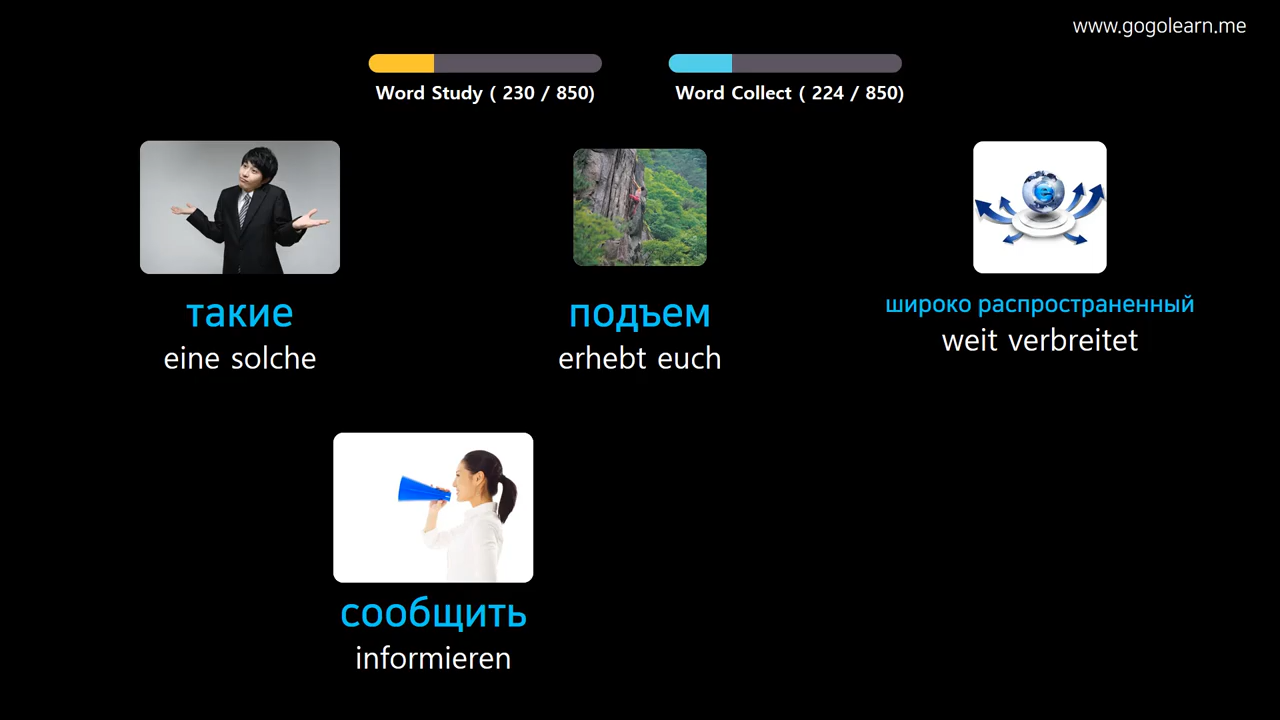 www.gogolearn.me
Word Study ( 230 / 850)
Word Collect ( 224 / 850)
такие
eine solche
подъем
erhebt euch
широко распространенный
weit verbreitet
сообщить
informieren